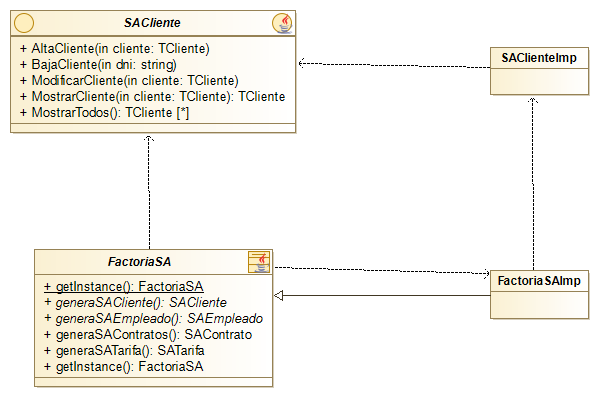 SACliente
+ AltaCliente(in cliente: TCliente)
+ BajaCliente(in dni: string)
+ ModificarCliente(in cliente: TCliente)
+ MostrarCliente(in cliente: TCliente): TCliente
+ MostrarTodos(): TCliente [*]
SAClienteImp
FactoriaSA
+ getInstance(): FactoriaSA
+ generaSACliente(): SACliente
+ generaSAEmpleado(): SAEmpleado
+ generaSAContratos(): SAContrato
+ generaSATarifa(): SATarifa
+ getInstance(): FactoriaSA
FactoriaSAImp